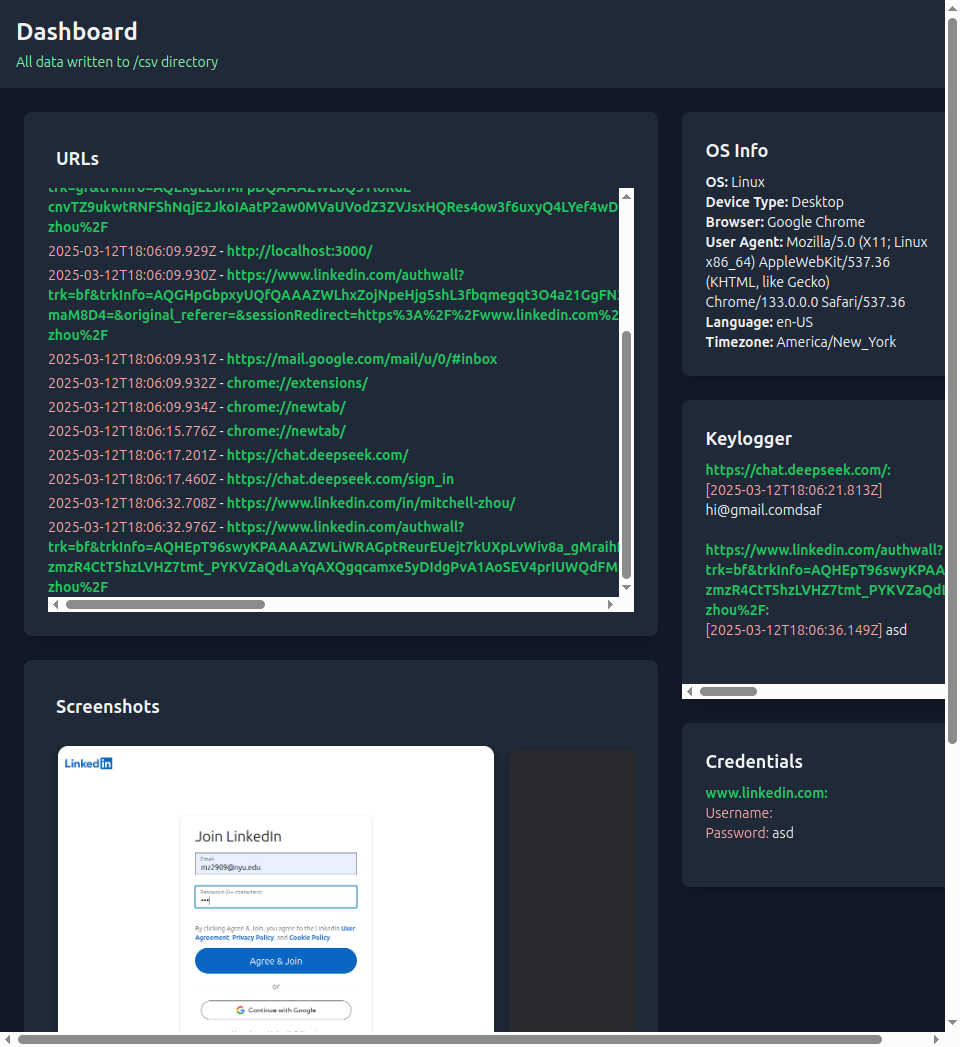 Dashboard
All data written to /csv directory
URLs
cnvTZ9ukwtRNFShNqjE2JkoIAatP2aw0MVaUVodZ3ZVJsxHQRes4ow3f6uxyQ4LYef4wD
zhou%2F
2025-03-12T18:06:09.929Z - http://localhost:3000/
2025-03-12T18:06:09.930Z - https://www.linkedin.com/authwall?
trk=bf&trkInfo=AQGHpGbpxyUQfQAAAZWLhxZojNpeHjg5shL3fbqmegqt3O4a21GgFN
maM8D4=&original_referer=&sessionRedirect=https%3A%2F%2Fwww.linkedin.com%2
zhou%2F
2025-03-12T18:06:09.931Z - https://mail.google.com/mail/u/0/#inbox
2025-03-12T18:06:09.932Z - chrome://extensions/
2025-03-12T18:06:09.934Z - chrome://newtab/
2025-03-12T18:06:15.776Z - chrome://newtab/
2025-03-12T18:06:17.201Z - https://chat.deepseek.com/
2025-03-12T18:06:17.460Z - https://chat.deepseek.com/sign_in
2025-03-12T18:06:32.708Z - https://www.linkedin.com/in/mitchell-zhou/
2025-03-12T18:06:32.976Z - https://www.linkedin.com/authwall?
trk=bf&trkInfo=AQHEpT96swyKPAAAAZWLiWRAGptReurEUejt7kUXpLvWiv8a_gMraih
zmzR4CtT5hzLVHZ7tmt_PYKVZaQdLaYqAXQgqcamxe5yDIdgPvA1AoSEV4prIUWQdFM
zhou%2F
Screenshots
LinkedIn
Join LinkedIn
Email
mz2909@nyu.edu
Password (6+ characters)
•••
By clicking Agree & Join, you agree to the LinkedIn User
Agreement, Privacy Policy, and Cookie Policy.
Agree & Join
or
Continue with Google
OS Info
OS: Linux
Device Type: Desktop
Browser: Google Chrome
User Agent: Mozilla/5.0 (X11; Linux
x86_64) AppleWebKit/537.36
(KHTML, like Gecko)
Chrome/133.0.0.0 Safari/537.36
Language: en-US
Timezone: America/New_York
Keylogger
https://chat.deepseek.com/:
[2025-03-12T18:06:21.813Z]
hi@gmail.comdsaf
https://www.linkedin.com/authwall?
trk=bf&trkInfo=AQHEpT96swyKPAA
zmzR4CtT5hzLVHZ7tmt_PYKVZaQdL
zhou%2F:
[2025-03-12T18:06:36.149Z] asd
Credentials
www.linkedin.com:
Username:
Password: asd